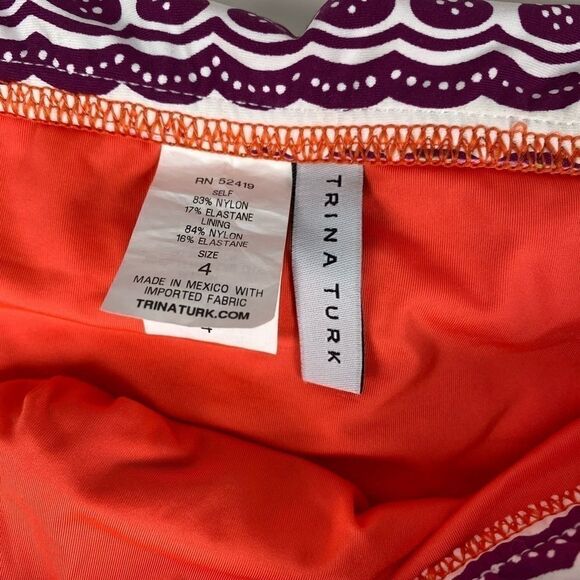 RN 52419
SELF
83% NYLON
17% ELASTANE
LINING
84% NYLON
16% ELASTANE
SIZE
4
MADE IN MEXICO WITH
IMPORTED FABRIC
TRINATURK.COM
4
TRINA TURK